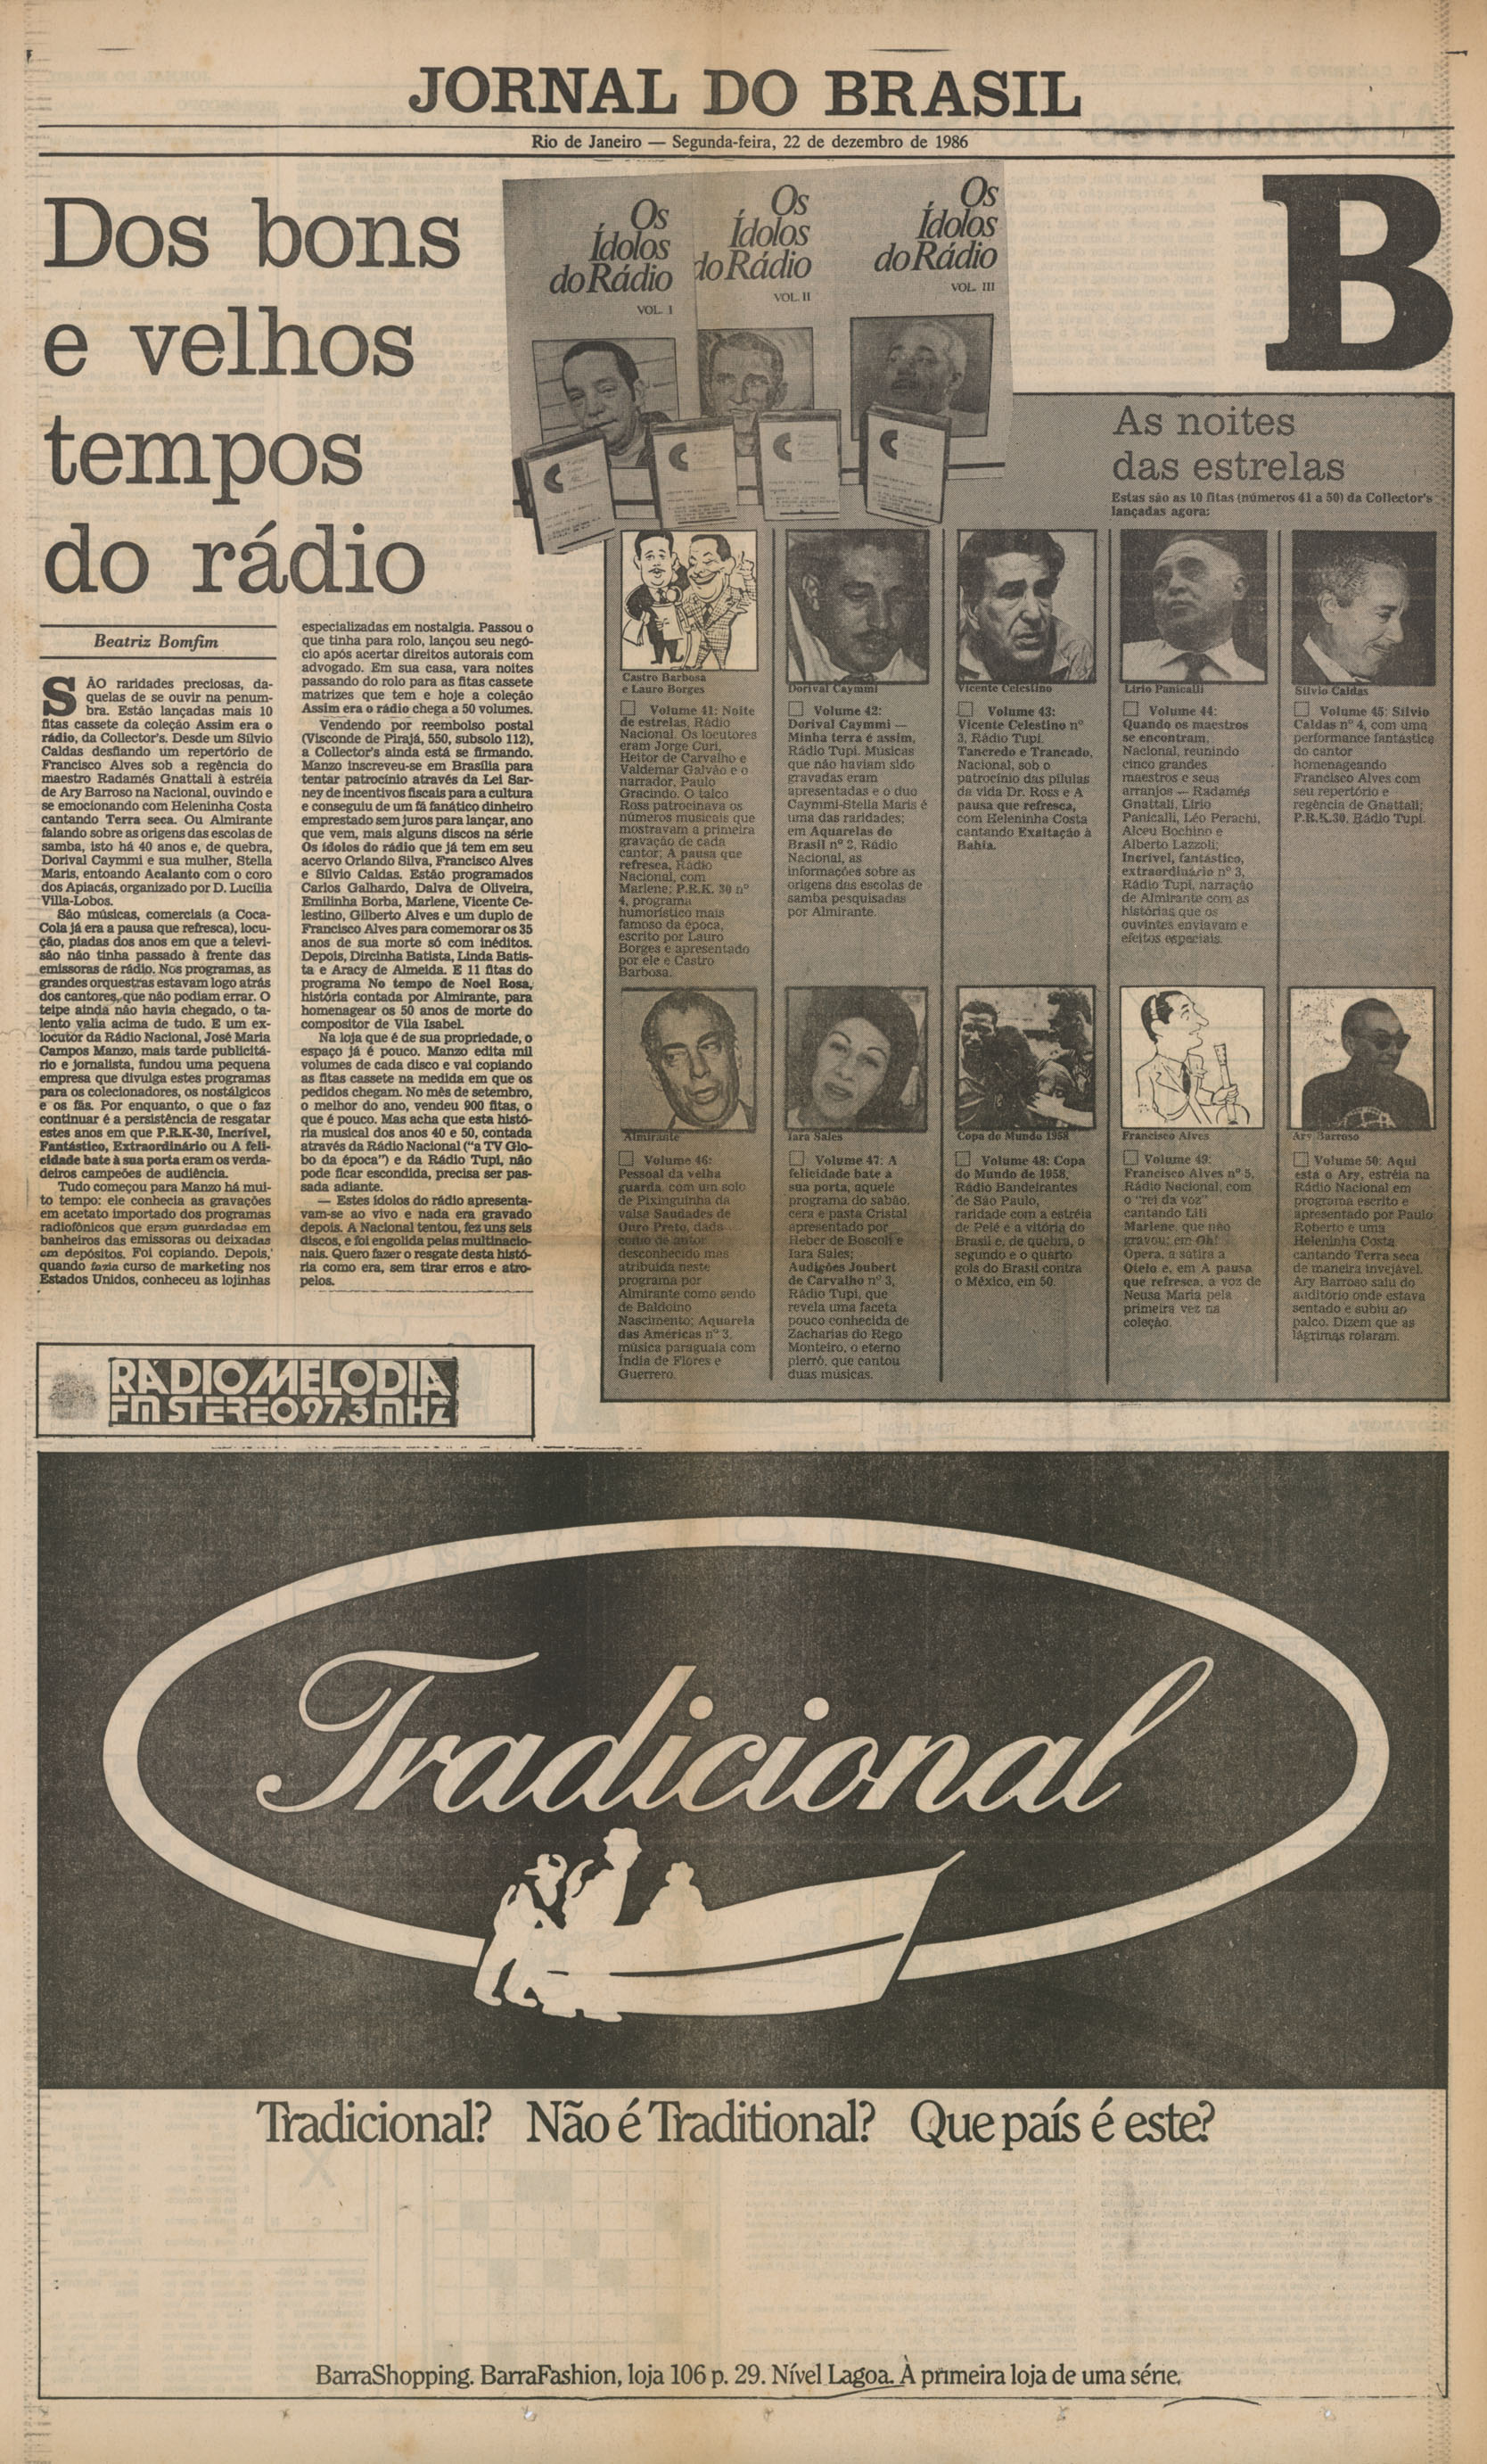 JORNAL DO BRASIL
Rio de Janeiro — Segunda-feira, 22 de dezembro de 1986
Dos bons
e velhos
tempos
do rádio
Os
Ídolos
do Rádio
VOL. I
Os
Ídolos
do Rádio
VOL. II
Os
Ídolos
do Rádio
VOL. III
B
Beatriz Bomfim
SÃO raridades preciosas, da-
quelas de se ouvir na penum-
bra. Estão lançadas mais 10
fitas cassete da coleção Assim era o
rádio, da Collector's. Desde um Sílvio
Caldas desfiando um repertório de
Francisco Alves sob a regência do
maestro Radamés Gnattali à estréia
de Ary Barroso na Nacional, ouvindo e
se emocionando com Heleninha Costa
cantando Terra seca. Ou Almirante
falando sobre as origens das escolas de
samba, isto há 40 anos e, de quebra,
Dorival Caymmi e sua mulher, Stella
Maris, entoando Acalanto com o coro
dos Apiacás, organizado por D. Lucília
Villa-Lobos.
São músicas, comerciais (a Coca-
Cola já era a pausa que refresca), locu-
ção, piadas dos anos em que a televi-
são não tinha passado à frente das
emissoras de rádio. Nos programas, as
grandes orquestras estavam logo atrás
dos cantores, que não podiam errar. O
teipe ainda não havia chegado, o ta-
lento valia acima de tudo. E um ex-
locutor da Rádio Nacional, José Maria
Campos Manzo, mais tarde publicitá-
rio e jornalista, fundou uma pequena
empresa que divulga estes programas
para os colecionadores, os nostálgicos
e os fãs. Por enquanto, o que o faz
continuar é a persistência de resgatar
estes anos em que P.R.K-30, Incrível,
Fantástico, Extraordinário ou A feli-
cidade bate à sua porta eram os verda-
deiros campeões de audiência.
Tudo começou para Manzo há mui-
to tempo: ele conhecia as gravações
em acetato importado dos programas
radiofônicos que eram guardadas em
banheiros das emissoras ou deixadas
em depósitos. Foi copiando. Depois,
quando fazia curso de marketing nos
Estados Unidos, conheceu as lojinhas
especializadas em nostalgia. Passou o
que tinha para rolo, lançou seu negó-
cio após acertar direitos autorais com
advogado. Em sua casa, vara noites
passando do rolo para as fitas cassete
matrizes que tem e hoje a coleção
Assim era o rádio chega a 50 volumes.
Vendendo por reembolso postal
(Visconde de Pirajá, 550, subsolo 112),
a Collector's ainda está se firmando.
Manzo inscreveu-se em Brasília para
tentar patrocínio através da Lei Sar-
ney de incentivos fiscais para a cultura
e conseguiu de um fã fanático dinheiro
emprestado sem juros para lançar, ano
que vem, mais alguns discos na série
Os ídolos do rádio que já tem em seu
acervo Orlando Silva, Francisco Alves
e Sílvio Caldas. Estão programados
Carlos Galhardo, Dalva de Oliveira,
Emilinha Borba, Marlene, Vicente Ce-
lestino, Gilberto Alves e um duplo de
Francisco Alves para comemorar os 35
anos de sua morte só com inéditos.
Depois, Dircinha Batista, Linda Batis-
ta e Aracy de Almeida. E 11 fitas do
programa No tempo de Noel Rosa,
história contada por Almirante, para
homenagear os 50 anos de morte do
compositor de Vila Isabel.
Na loja que é de sua propriedade, o
espaço já é pouco. Manzo edita mil
volumes de cada disco e vai copiando
as fitas cassete na medida em que os
pedidos chegam. No mês de setembro,
o melhor do ano, vendeu 900 fitas, o
que é pouco. Mas acha que esta histó-
ria musical dos anos 40 e 50, contada
através da Rádio Nacional ("a TV Glo-
bo da época") e da Rádio Tupi, não
pode ficar escondida, precisa ser pas-
sada adiante.
— Estes ídolos do rádio apresenta-
vam-se ao vivo e nada era gravado
depois. A Nacional tentou, fez uns seis
discos, e foi engolida pelas multinacio-
nais. Quero fazer o resgate desta histó-
ria como era, sem tirar erros e atro-
pelos.
As noites
das estrelas
Estas são as 10 fitas (números 41 a 50) da Collector's
lançadas agora:
Castro Barbosa
e Lauro Borges
Volume 41: Noite
de estrelas, Rádio
Nacional. Os locutores
eram Jorge Curi,
Heitor de Carvalho e
Valdemar Galvão e o
narrador, Paulo
Gracindo. O talco
Ross patrocinava os
números musicais que
mostravam a primeira
gravação de cada
cantor; A pausa que
refresca, Rádio
Nacional, com
Marlene; P.R.K. 30 nº
4, programa
humorístico mais
famoso da época,
escrito por Lauro
Borges e apresentado
por ele e Castro
Barbosa.
Dorival Caymmi
Volume 42:
Dorival Caymmi —
Minha terra é assim,
Rádio Tupi. Músicas
que não haviam sido
gravadas eram
apresentadas e o duo
Caymmi-Stella Maris é
uma das raridades;
em Aquarelas do
Brasil nº 2, Rádio
Nacional, as
informações sobre as
origens das escolas de
samba pesquisadas
por Almirante.
Vicente Celestino
Volume 43:
Vicente Celestino nº
3, Rádio Tupi.
Tancredo e Trancado,
Nacional, sob o
patrocínio das pílulas
da vida Dr. Ross e A
pausa que refresca,
com Heleninha Costa
cantando Exaltação à
Bahia.
Lírio Panicalli
Volume 44:
Quando os maestros
se encontram,
Nacional, reunindo
cinco grandes
maestros e seus
arranjos — Radamés
Gnattali, Lírio
Panicalli, Léo Perachi,
Alceu Bochino e
Alberto Lazzoli;
Incrível, fantástico,
extraordinário nº 3,
Rádio Tupi, narração
de Almirante com as
histórias que os
ouvintes enviavam e
efeitos especiais.
Sílvio Caldas
Volume 45: Sílvio
Caldas nº 4, com uma
performance fantástica
do cantor
homenageando
Francisco Alves com
seu repertório e
regência de Gnattali;
P.R.K.30, Rádio Tupi.
Almirante
Volume 46:
Pessoal da velha
guarda, com um solo
de Pixinguinha da
valsa Saudades de
Ouro Preto, dada
como de autor
desconhecido mas
atribuída neste
programa por
Almirante como sendo
de Baldoíno
Nascimento; Aquarela
das Américas nº 3,
música paraguaia com
Índia de Flores e
Guerrero.
Iara Sales
Volume 47: A
felicidade bate à
sua porta, aquele
programa do sabão,
cera e pasta Cristal
apresentado por
Heber de Boscoli e
Iara Sales;
Audições Joubert
de Carvalho nº 3,
Rádio Tupi, que
revela uma faceta
pouco conhecida de
Zacharias do Rego
Monteiro, o eterno
pierrô, que cantou
duas músicas.
Copa do Mundo 1958
Volume 48: Copa
do Mundo de 1958,
Rádio Bandeirantes
de São Paulo,
raridade com a estréia
de Pelé e a vitória do
Brasil e, de quebra, o
segundo e o quarto
gols do Brasil contra
o México, em 50.
Francisco Alves
Volume 49:
Francisco Alves nº 5,
Rádio Nacional, com
o "rei da voz"
cantando Lili
Marlene, que não
gravou; em Oh!
Ópera, a sátira a
Otelo e, em A pausa
que refresca, a voz de
Neusa Maria pela
primeira vez na
coleção.
Ary Barroso
Volume 50: Aqui
está o Ary, estréia na
Rádio Nacional em
programa escrito e
apresentado por Paulo
Roberto e uma
Heleninha Costa
cantando Terra seca
de maneira invejável.
Ary Barroso saiu do
auditório onde estava
sentado e subiu ao
palco. Dizem que as
lágrimas rolaram.
RADIO MELODIA
FM STEREO 97,3 MHZ
Tradicional
Tradicional? Não é Traditional? Que país é este?
BarraShopping. BarraFashion, loja 106 p. 29. Nível Lagoa. À primeira loja de uma série.